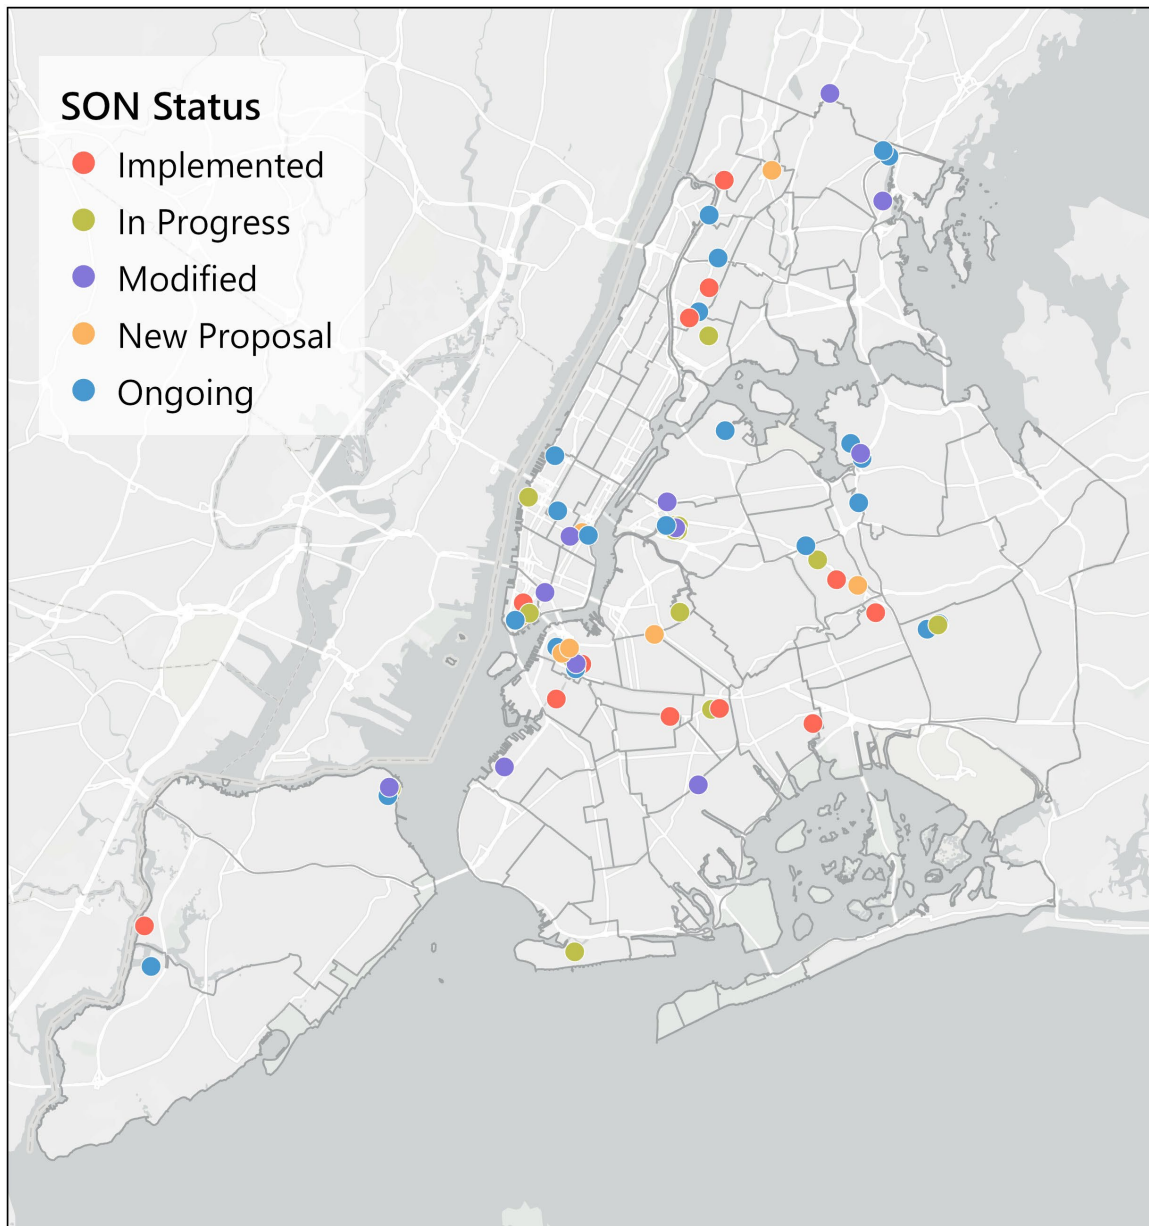 SON Status
Implemented
In Progress
Modified
New Proposal
Ongoing